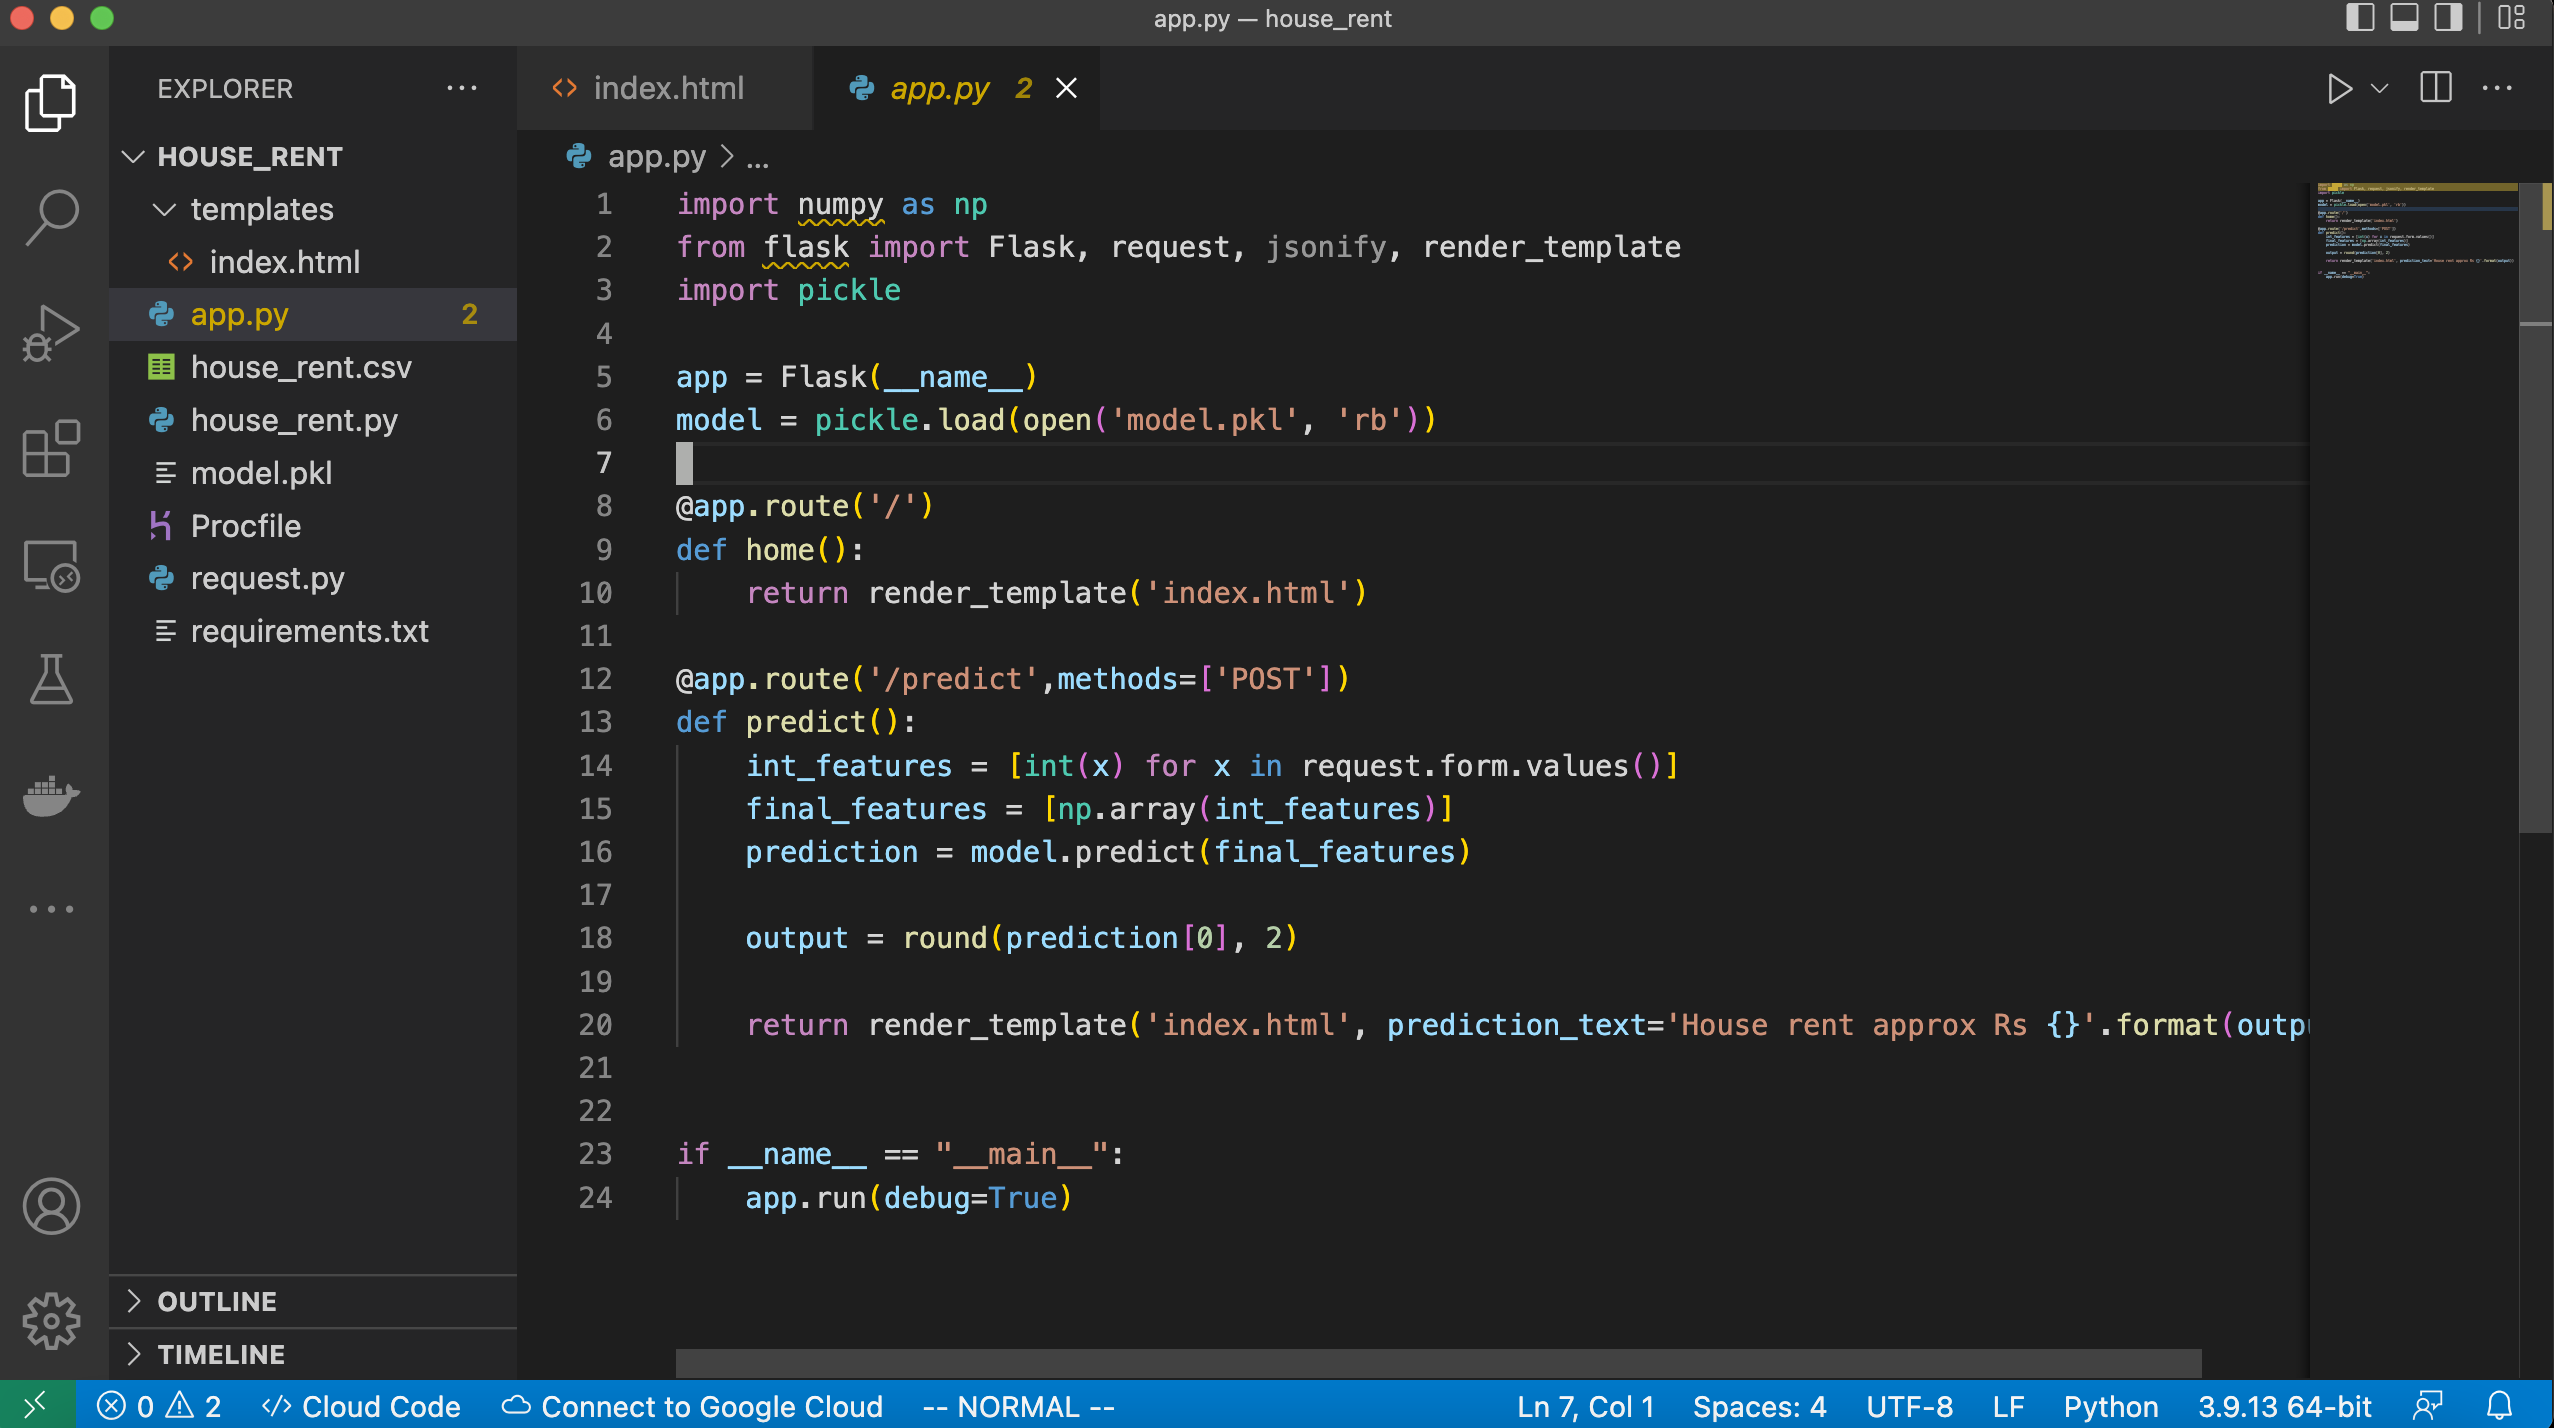 app.py — house_rent
EXPLORER
index.html
app.py 2
HOUSE_RENT
templates
index.html
app.py 2
house_rent.csv
house_rent.py
model.pkl
Procfile
request.py
requirements.txt
OUTLINE
TIMELINE
app.py > ...
1 import numpy as np
2 from flask import Flask, request, jsonify, render_template
3 import pickle
4
5 app = Flask(__name__)
6 model = pickle.load(open('model.pkl', 'rb'))
7
8 @app.route('/')
9 def home():
10     return render_template('index.html')
11
12 @app.route('/predict',methods=['POST'])
13 def predict():
14     int_features = [int(x) for x in request.form.values()]
15     final_features = [np.array(int_features)]
16     prediction = model.predict(final_features)
17
18     output = round(prediction[0], 2)
19
20     return render_template('index.html', prediction_text='House rent approx Rs {}'.format(outp
21
22
23 if __name__ == "__main__":
24     app.run(debug=True)
0 2 Cloud Code Connect to Google Cloud -- NORMAL -- Ln 7, Col 1 Spaces: 4 UTF-8 LF Python 3.9.13 64-bit